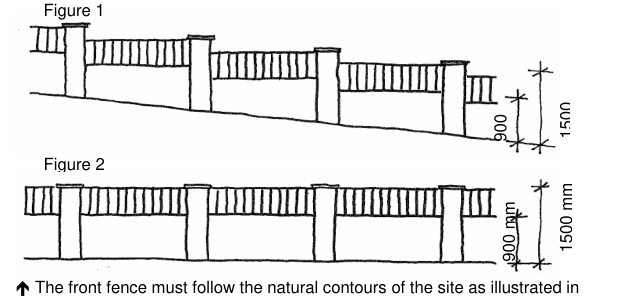 Figure 1
900
1500
Figure 2
900 mm
1500 mm
↑ The front fence must follow the natural contours of the site as illustrated in